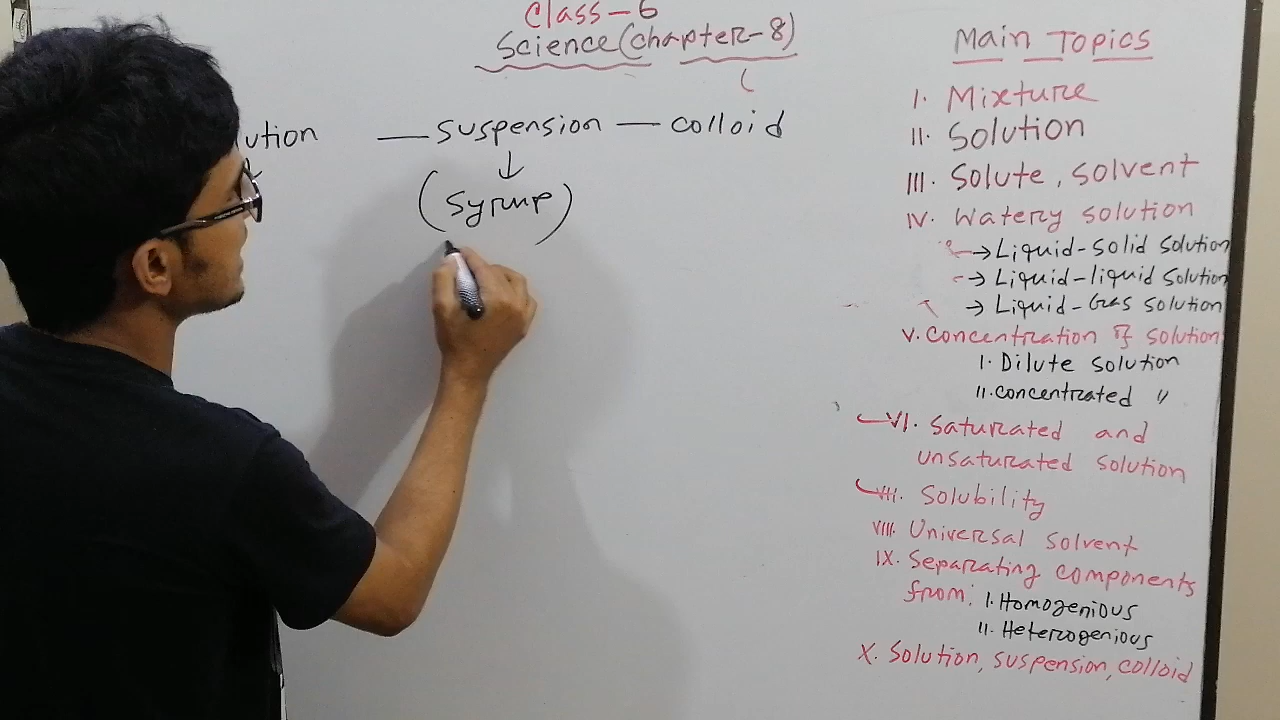 Class-6
Science (chapter-8)
ution — suspension — colloid
(Syrup)
Main Topics
I. Mixture
II. Solution
III. Solute, solvent
IV. Watery solution
→ Liquid-solid solution
→ Liquid-liquid solution
→ Liquid-Gas solution
V. Concentration of solution
I. Dilute solution
II. concentrated "
VI. Saturated and
unsaturated solution
VII. Solubility
VIII. Universal solvent
IX. Separating components
from: I. Homogenious
II. Heterogenious
X. Solution, suspension, colloid